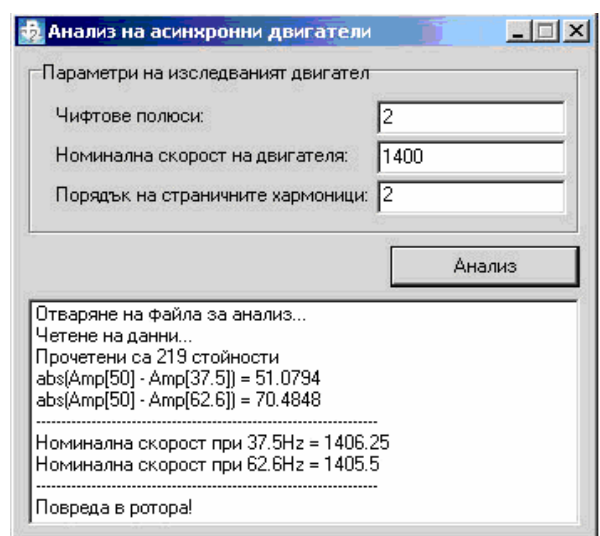 Анализ на асинхронни двигатели
Параметри на изследваният двигател
Чифтове полюси: 2
Номинална скорост на двигателя: 1400
Порядък на страничните хармоници: 2
Анализ
Отваряне на файла за анализ...
Четене на данни...
Прочетени са 219 стойности
abs(Amp[50] - Amp[37.5]) = 51.0794
abs(Amp[50] - Amp[62.6]) = 70.4848
--------------------------------------------------------------------
Номинална скорост при 37.5Hz = 1406.25
Номинална скорост при 62.6Hz = 1405.5
--------------------------------------------------------------------
Повреда в ротора!